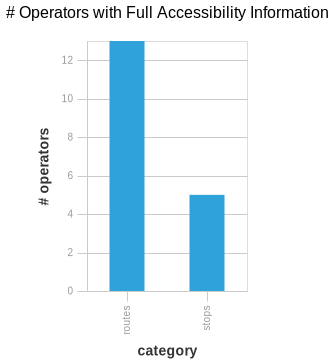 # Operators with Full Accessibility Information
# operators
12
10
8
6
4
2
0
routes
stops
category